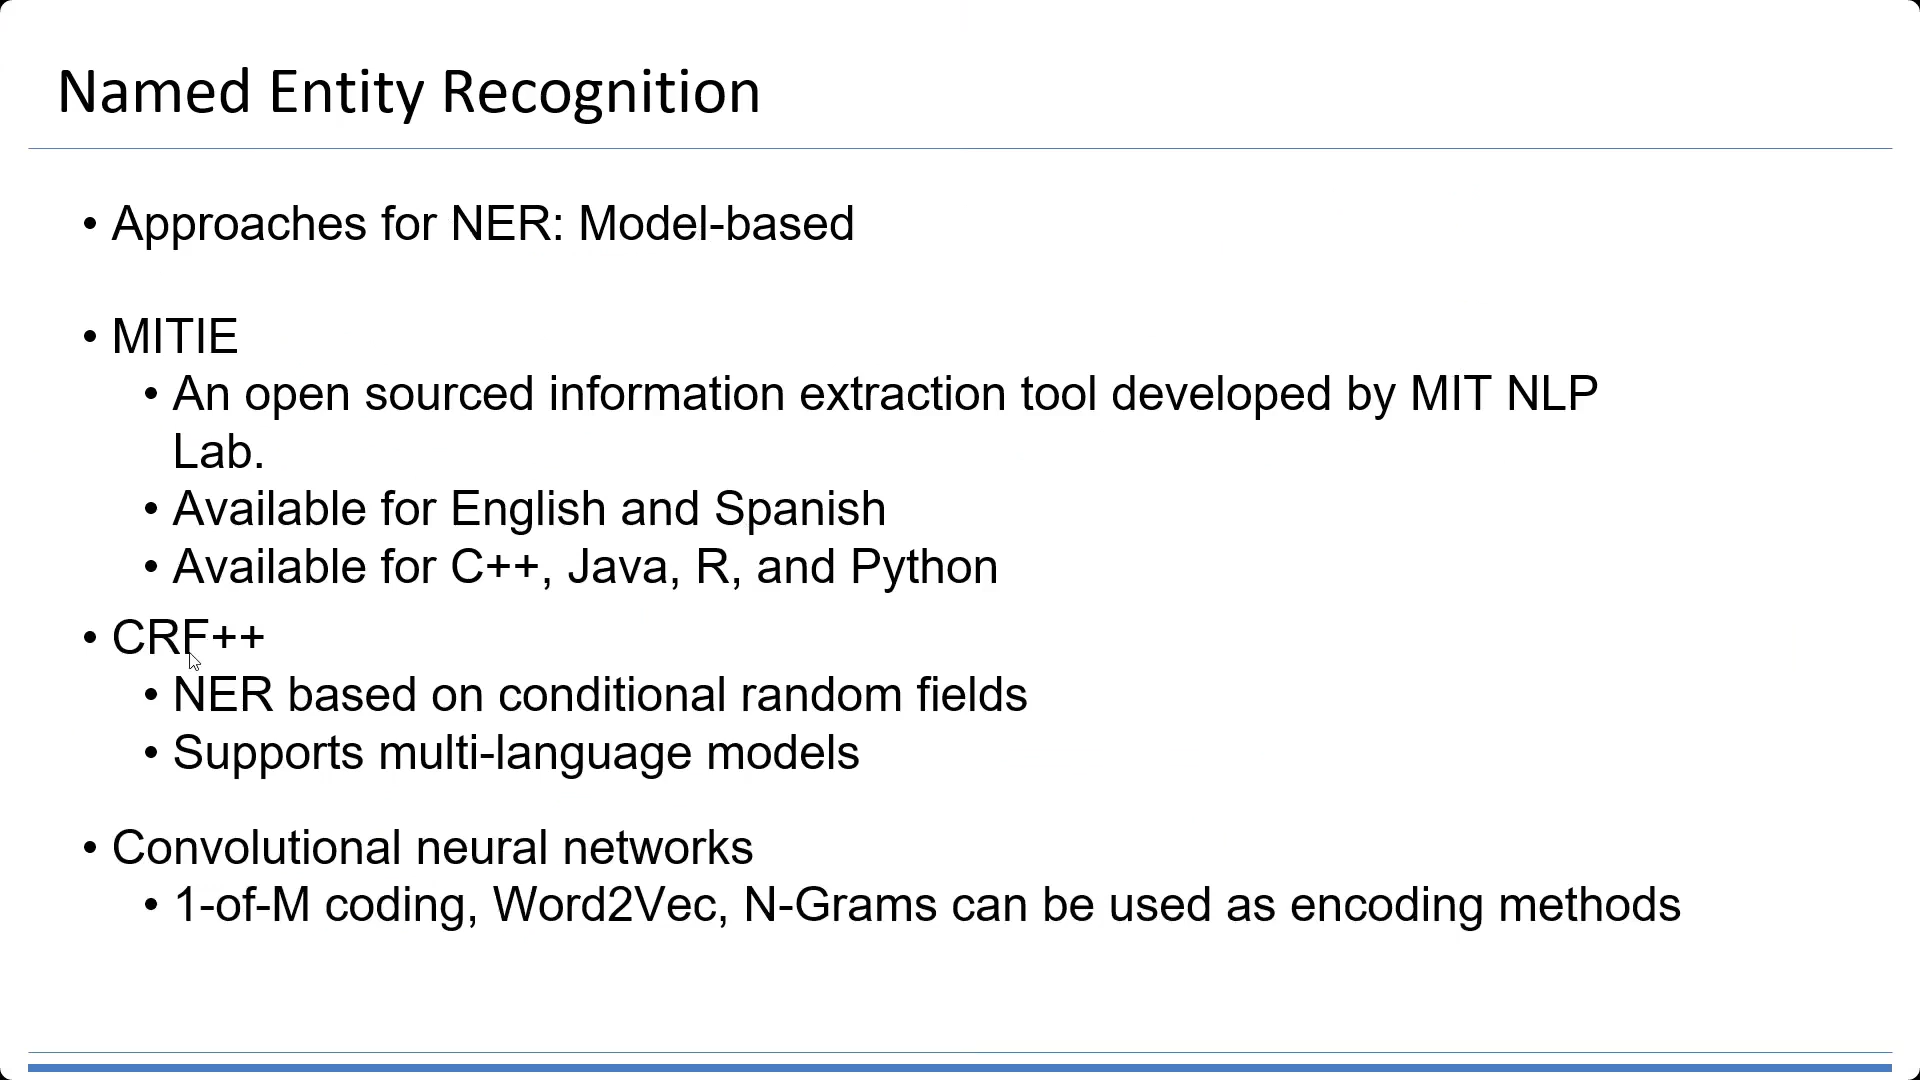 Named Entity Recognition
• Approaches for NER: Model-based
• MITIE
• An open sourced information extraction tool developed by MIT NLP
Lab.
• Available for English and Spanish
• Available for C++, Java, R, and Python
• CRF++
• NER based on conditional random fields
• Supports multi-language models
• Convolutional neural networks
• 1-of-M coding, Word2Vec, N-Grams can be used as encoding methods